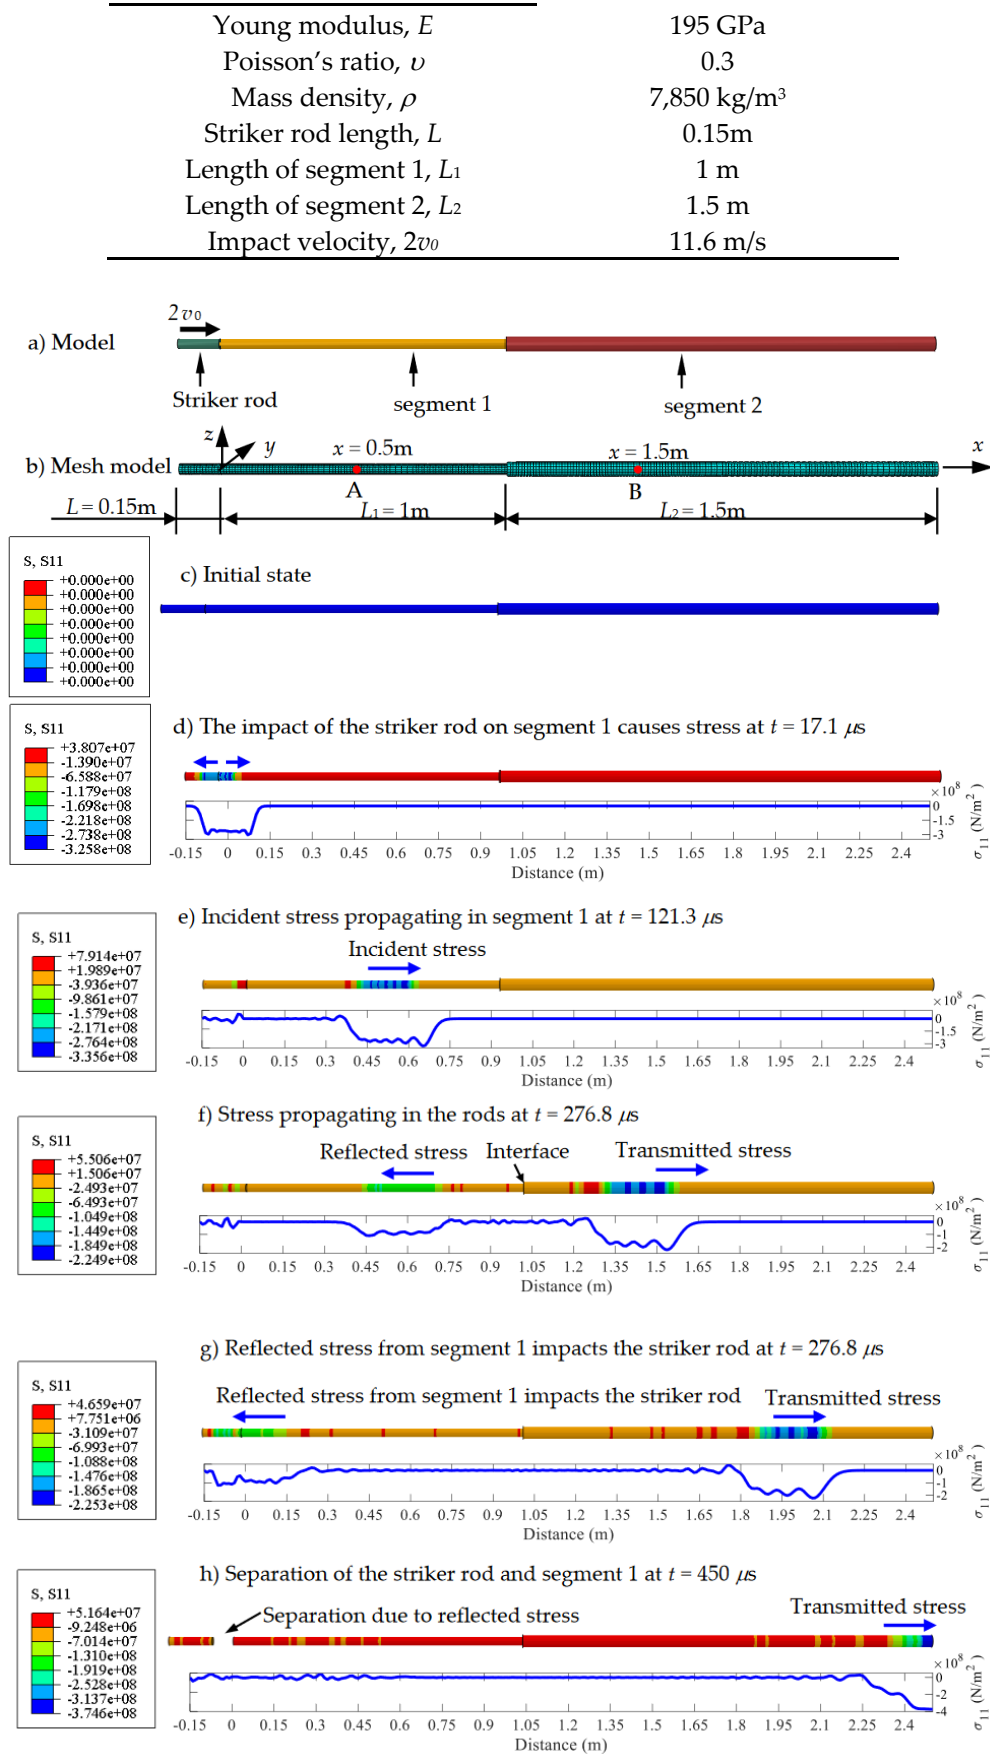 Young modulus, E 195 GPa
Poisson's ratio, υ 0.3
Mass density, ρ 7,850 kg/m³
Striker rod length, L 0.15m
Length of segment 1, L₁ 1 m
Length of segment 2, L₂ 1.5 m
Impact velocity, 2v₀ 11.6 m/s
2v₀
a) Model
Striker rod
segment 1
segment 2
z
y
x = 0.5m
x = 1.5m
x
b) Mesh model
A
B
L = 0.15m
L₁ = 1m
L₂ = 1.5m
S, S11
+0.000e+00
+0.000e+00
+0.000e+00
+0.000e+00
+0.000e+00
+0.000e+00
+0.000e+00
+0.000e+00
c) Initial state
d) The impact of the striker rod on segment 1 causes stress at t = 17.1 μs
S, S11
+3.807e+07
-1.390e+07
-6.588e+07
-1.179e+08
-1.698e+08
-2.218e+08
-2.738e+08
-3.258e+08
×10⁸
0
-1.5
-3
σ₁₁ (N/m²)
-0.15 0 0.15 0.3 0.45 0.6 0.75 0.9 1.05 1.2 1.35 1.5 1.65 1.8 1.95 2.1 2.25 2.4
Distance (m)
e) Incident stress propagating in segment 1 at t = 121.3 μs
S, S11
+7.914e+07
+1.989e+07
-3.936e+07
-9.861e+07
-1.579e+08
-2.171e+08
-2.764e+08
-3.356e+08
Incident stress
×10⁸
0
-1.5
-3
σ₁₁ (N/m²)
-0.15 0 0.15 0.3 0.45 0.6 0.75 0.9 1.05 1.2 1.35 1.5 1.65 1.8 1.95 2.1 2.25 2.4
Distance (m)
f) Stress propagating in the rods at t = 276.8 μs
S, S11
+5.506e+07
+1.506e+07
-2.493e+07
-6.493e+07
-1.049e+08
-1.449e+08
-1.849e+08
-2.249e+08
Reflected stress
Interface
Transmitted stress
×10⁸
0
-1
-2
σ₁₁ (N/m²)
-0.15 0 0.15 0.3 0.45 0.6 0.75 0.9 1.05 1.2 1.35 1.5 1.65 1.8 1.95 2.1 2.25 2.4
Distance (m)
g) Reflected stress from segment 1 impacts the striker rod at t = 276.8 μs
S, S11
+4.659e+07
+7.751e+06
-3.109e+07
-6.993e+07
-1.088e+08
-1.476e+08
-1.865e+08
-2.253e+08
Reflected stress from segment 1 impacts the striker rod
Transmitted stress
×10⁸
0
-1
-2
σ₁₁ (N/m²)
-0.15 0 0.15 0.3 0.45 0.6 0.75 0.9 1.05 1.2 1.35 1.5 1.65 1.8 1.95 2.1 2.25 2.4
Distance (m)
h) Separation of the striker rod and segment 1 at t = 450 μs
S, S11
+5.164e+07
-9.248e+06
-7.014e+07
-1.310e+08
-1.919e+08
-2.528e+08
-3.137e+08
-3.746e+08
Separation due to reflected stress
Transmitted stress
×10⁸
0
-2
-4
σ₁₁ (N/m²)
-0.15 0 0.15 0.3 0.45 0.6 0.75 0.9 1.05 1.2 1.35 1.5 1.65 1.8 1.95 2.1 2.25 2.4
Distance (m)